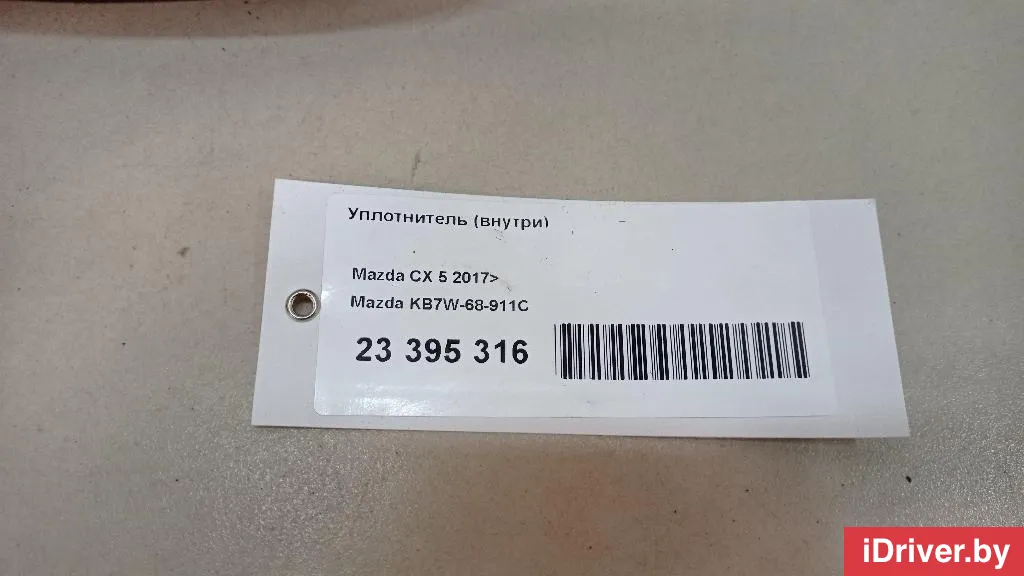 Уплотнитель (внутри)
Mazda CX 5 2017>
Mazda KB7W-68-911C
23 395 316
iDriver.by